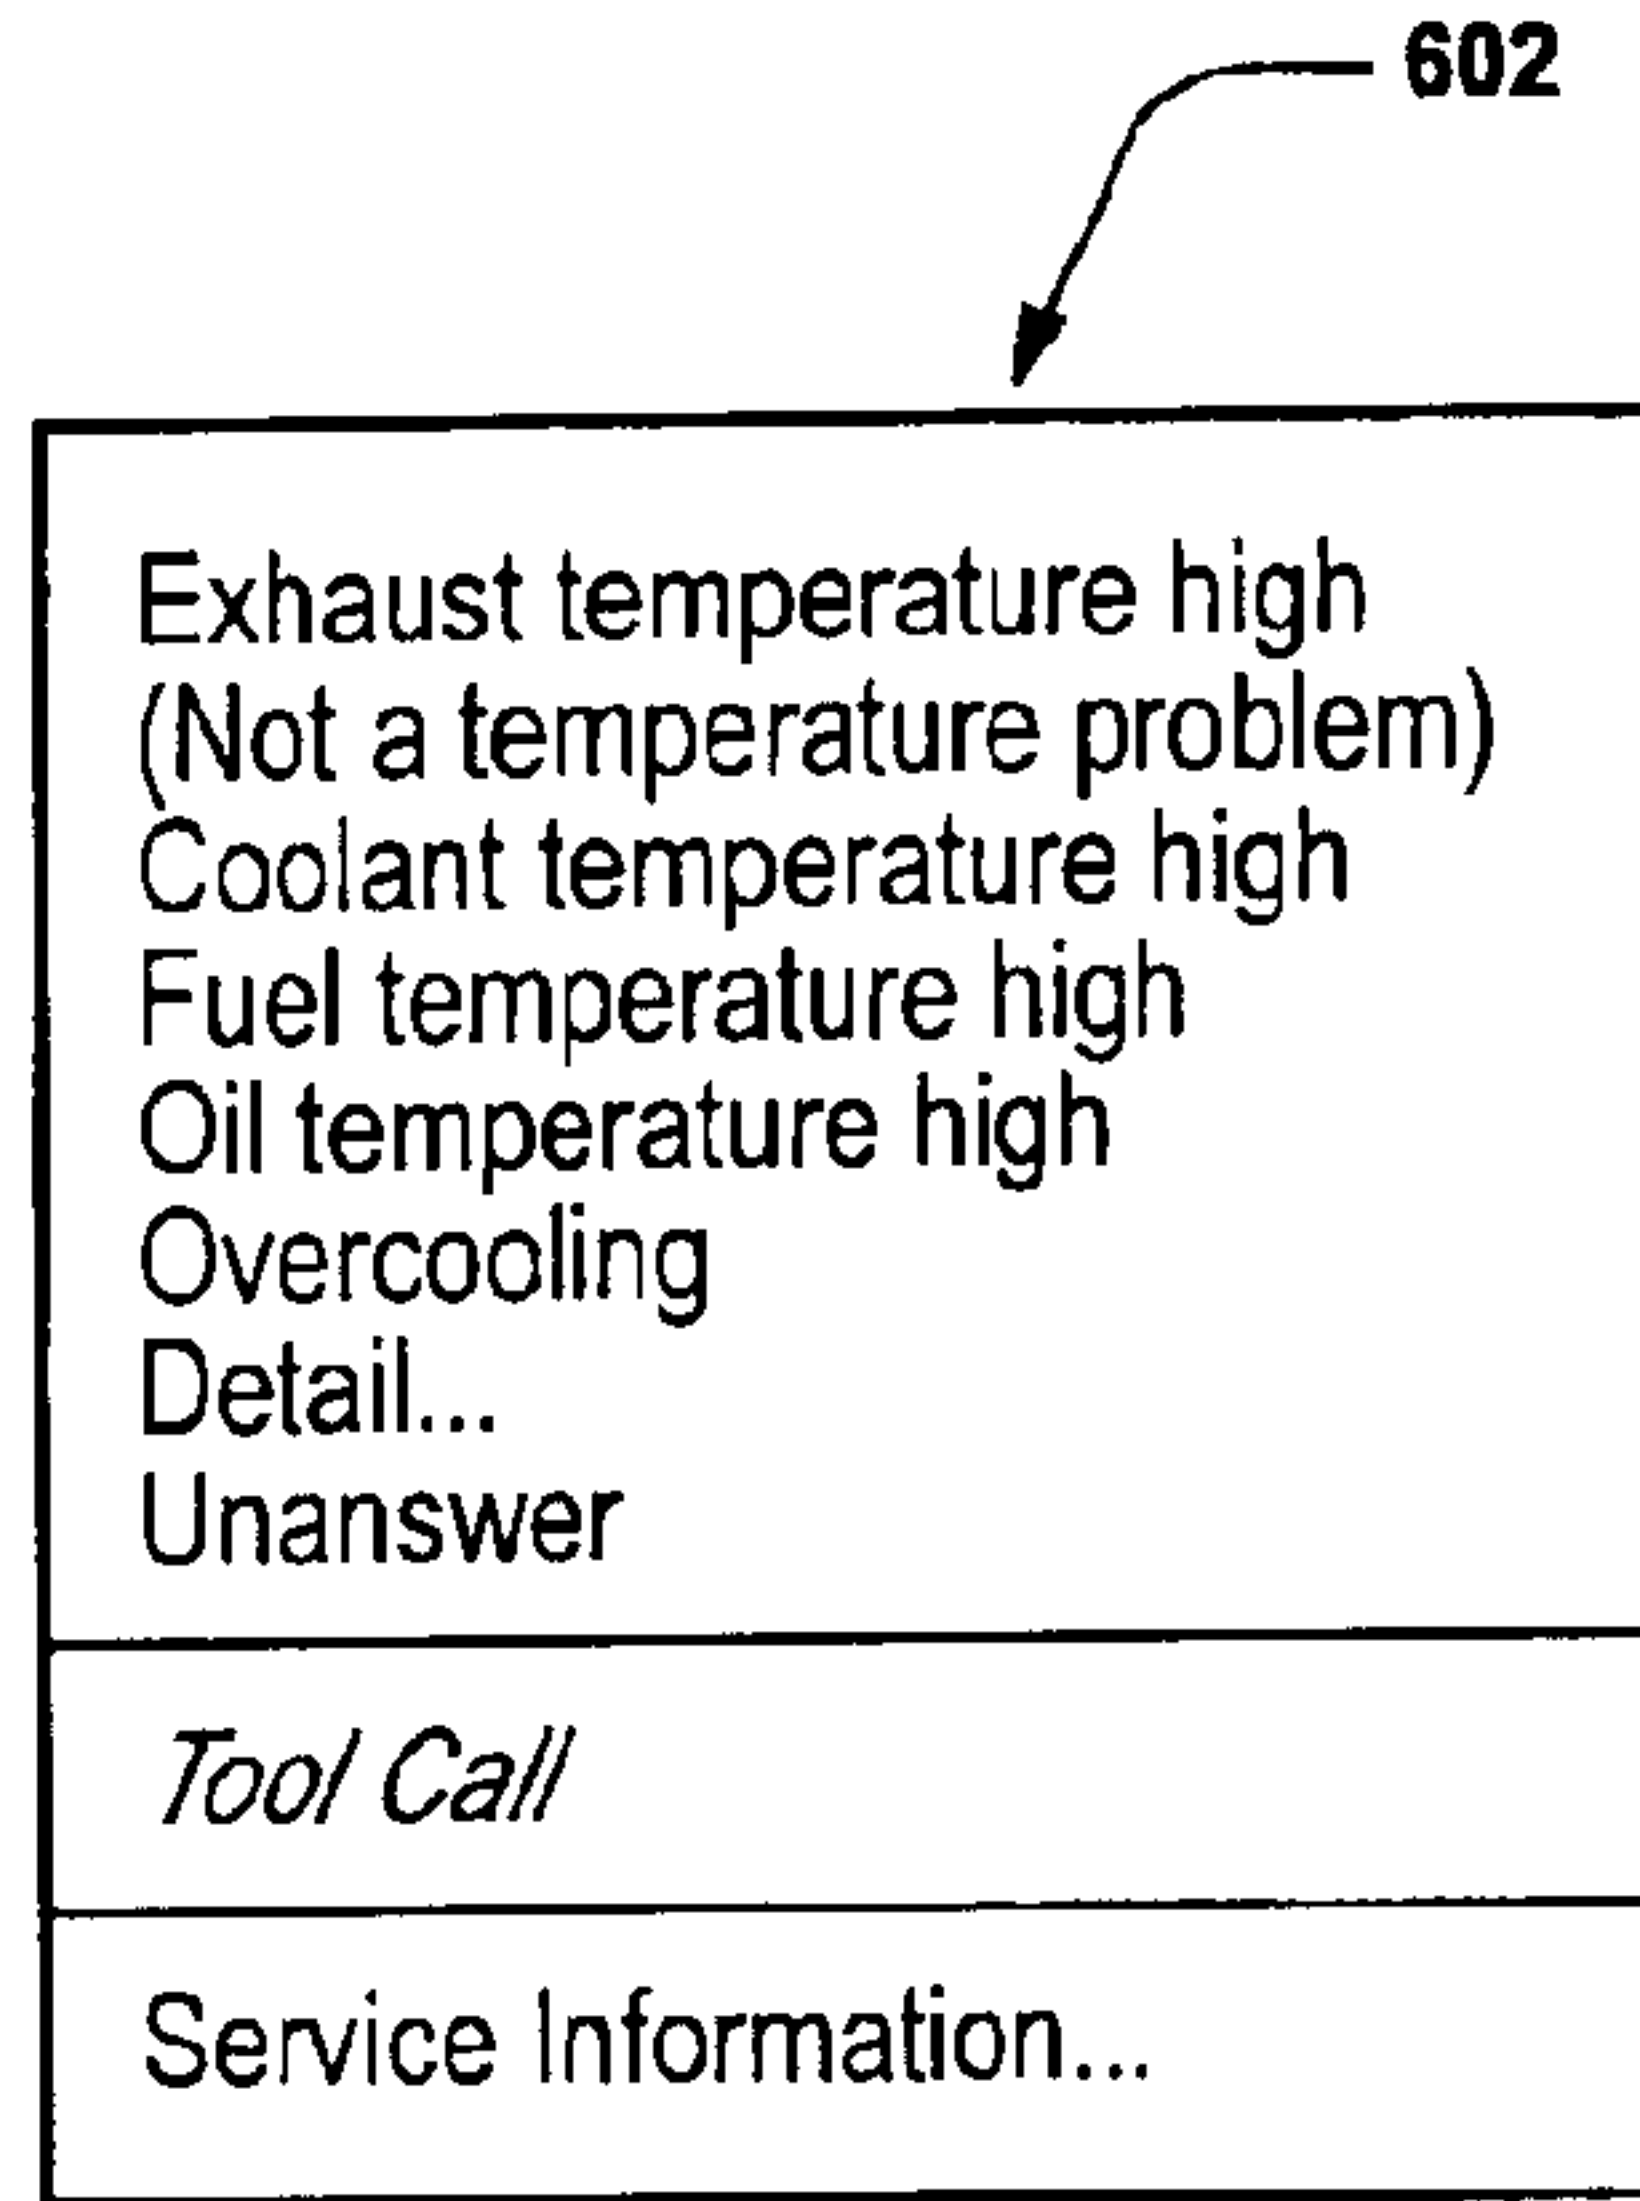 602
Exhaust temperature high
(Not a temperature problem)
Coolant temperature high
Fuel temperature high
Oil temperature high
Overcooling
Detail...
Unanswer
Tool Call
Service Information...